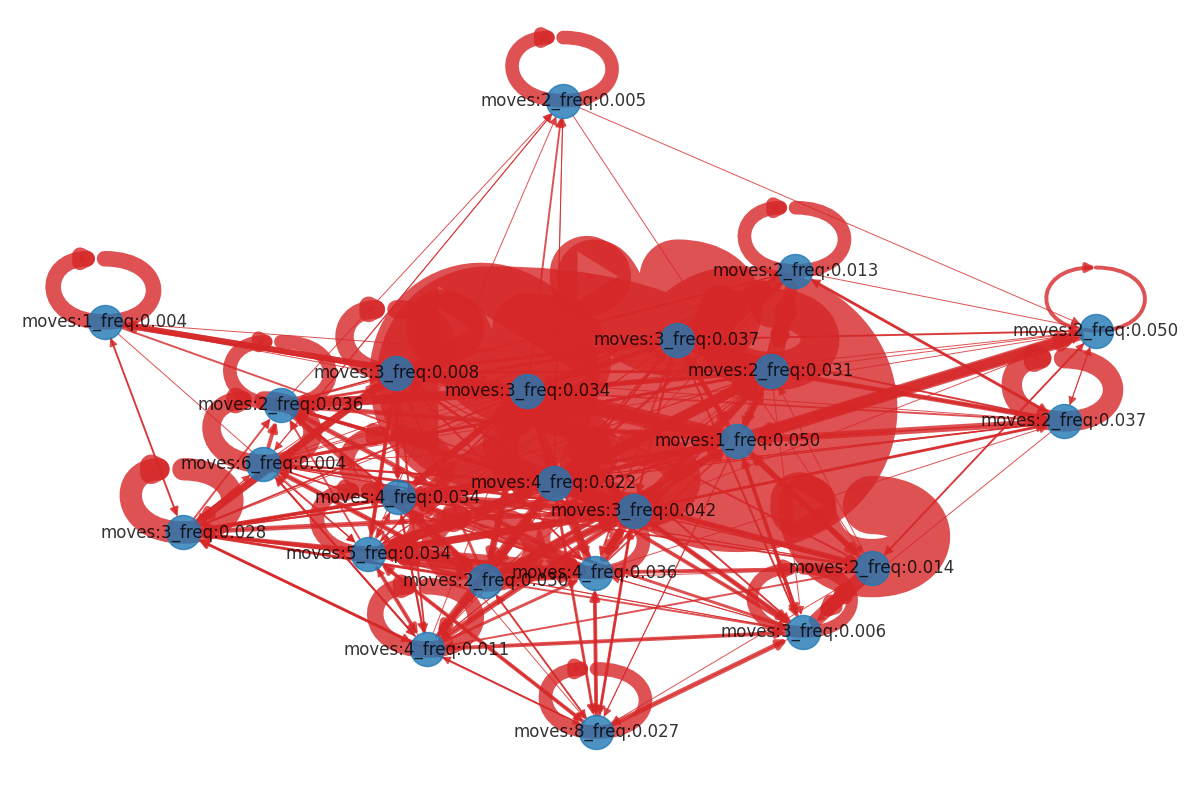 moves:2_freq:0.005
moves:2_freq:0.013
moves:1_freq:0.004
moves:2_freq:0.050
moves:3_freq:0.037
moves:3_freq:0.008
moves:2_freq:0.031
moves:3_freq:0.034
moves:2_freq:0.036
moves:2_freq:0.037
moves:1_freq:0.050
moves:6_freq:0.004
moves:4_freq:0.022
moves:4_freq:0.034
moves:3_freq:0.042
moves:3_freq:0.028
moves:5_freq:0.034
moves:2_freq:0.014
moves:4_freq:0.036
moves:3_freq:0.006
moves:4_freq:0.011
moves:8_freq:0.027